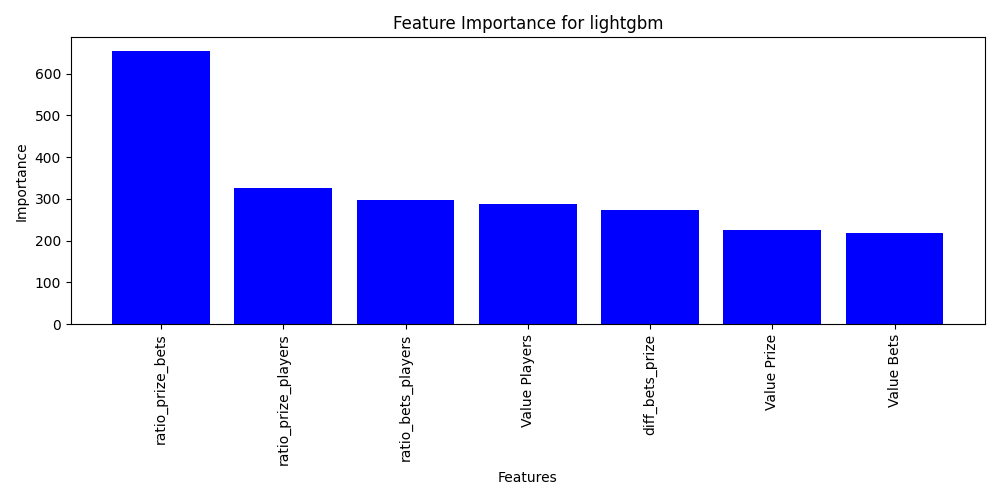 Feature Importance for lightgbm
Importance
600
500
400
300
200
100
0
ratio_prize_bets
ratio_prize_players
ratio_bets_players
Value Players
diff_bets_prize
Value Prize
Value Bets
Features